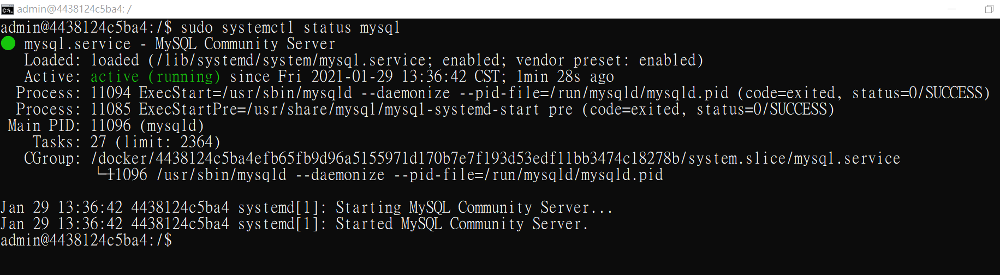 admin@4438124c5ba4: /
admin@4438124c5ba4:/$ sudo systemctl status mysql
● mysql.service - MySQL Community Server
   Loaded: loaded (/lib/systemd/system/mysql.service; enabled; vendor preset: enabled)
   Active: active (running) since Fri 2021-01-29 13:36:42 CST; 1min 28s ago
  Process: 11094 ExecStart=/usr/sbin/mysqld --daemonize --pid-file=/run/mysqld/mysqld.pid (code=exited, status=0/SUCCESS)
  Process: 11085 ExecStartPre=/usr/share/mysql/mysql-systemd-start pre (code=exited, status=0/SUCCESS)
 Main PID: 11096 (mysqld)
    Tasks: 27 (limit: 2364)
   CGroup: /docker/4438124c5ba4efb65fb9d96a5155971d170b7e7f193d53edf11bb3474c18278b/system.slice/mysql.service
           └─11096 /usr/sbin/mysqld --daemonize --pid-file=/run/mysqld/mysqld.pid
Jan 29 13:36:42 4438124c5ba4 systemd[1]: Starting MySQL Community Server...
Jan 29 13:36:42 4438124c5ba4 systemd[1]: Started MySQL Community Server.
admin@4438124c5ba4:/$